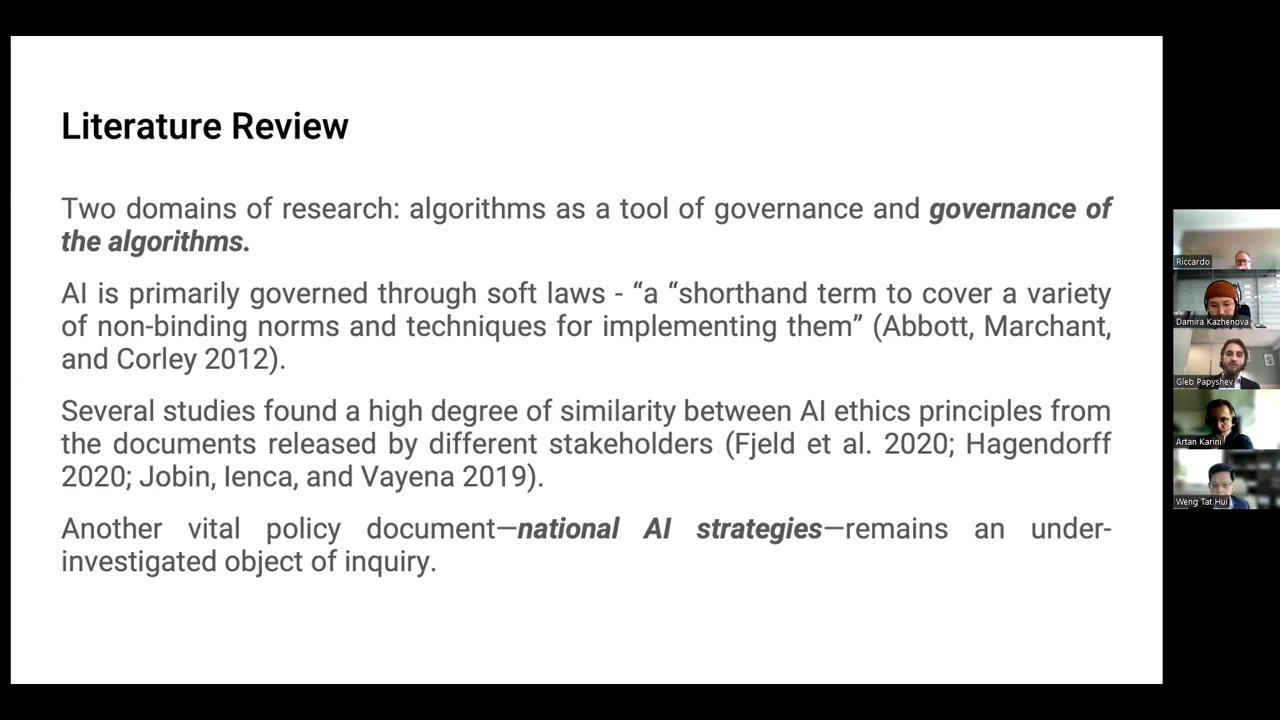 Literature Review
Two domains of research: algorithms as a tool of governance and governance of
the algorithms.
AI is primarily governed through soft laws - “a “shorthand term to cover a variety
of non-binding norms and techniques for implementing them” (Abbott, Marchant,
and Corley 2012).
Several studies found a high degree of similarity between AI ethics principles from
the documents released by different stakeholders (Fjeld et al. 2020; Hagendorff
2020; Jobin, Ienca, and Vayena 2019).
Another vital policy document—national AI strategies—remains an under-
investigated object of inquiry.
Riccardo
Damira Kazhenova
Gleb Papyshev
Artan Karini
Weng Tat Hui